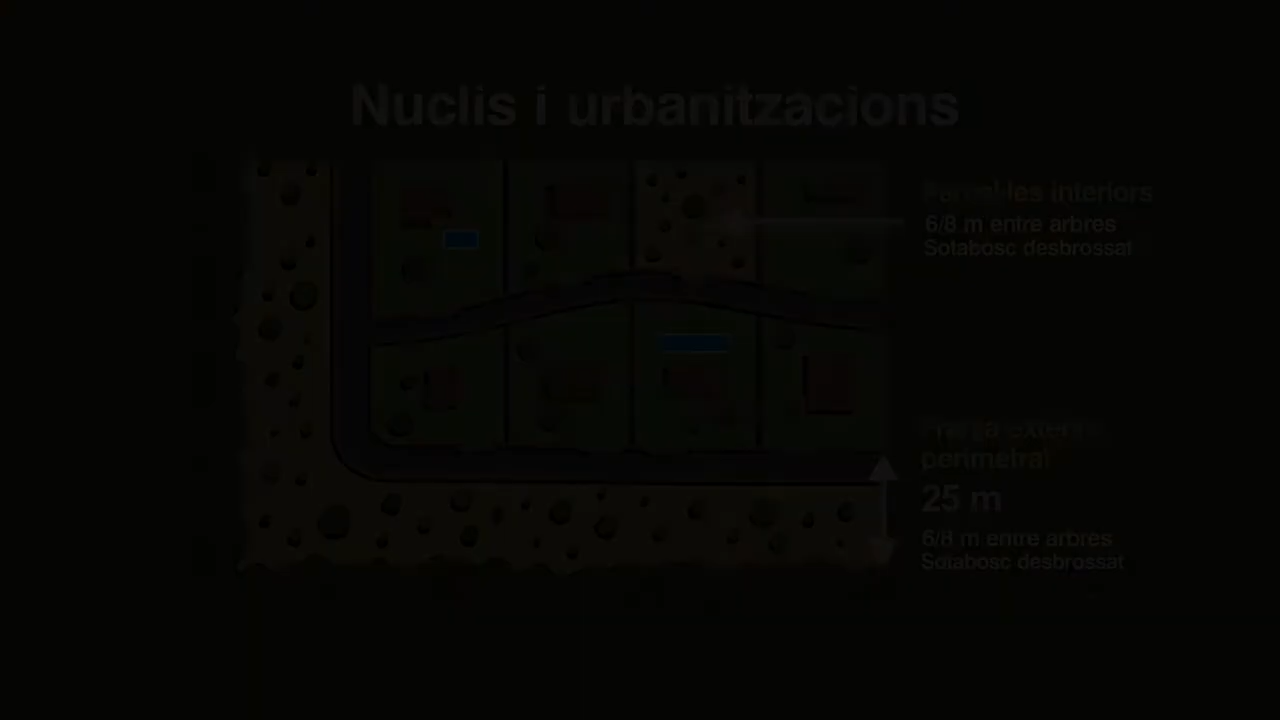 Nuclis i urbanitzacions
Parcel·les interiors
6/8 m entre arbres
Sotabosc desbrossat
Franja exterior
perimetral
25 m
6/8 m entre arbres
Sotabosc desbrossat